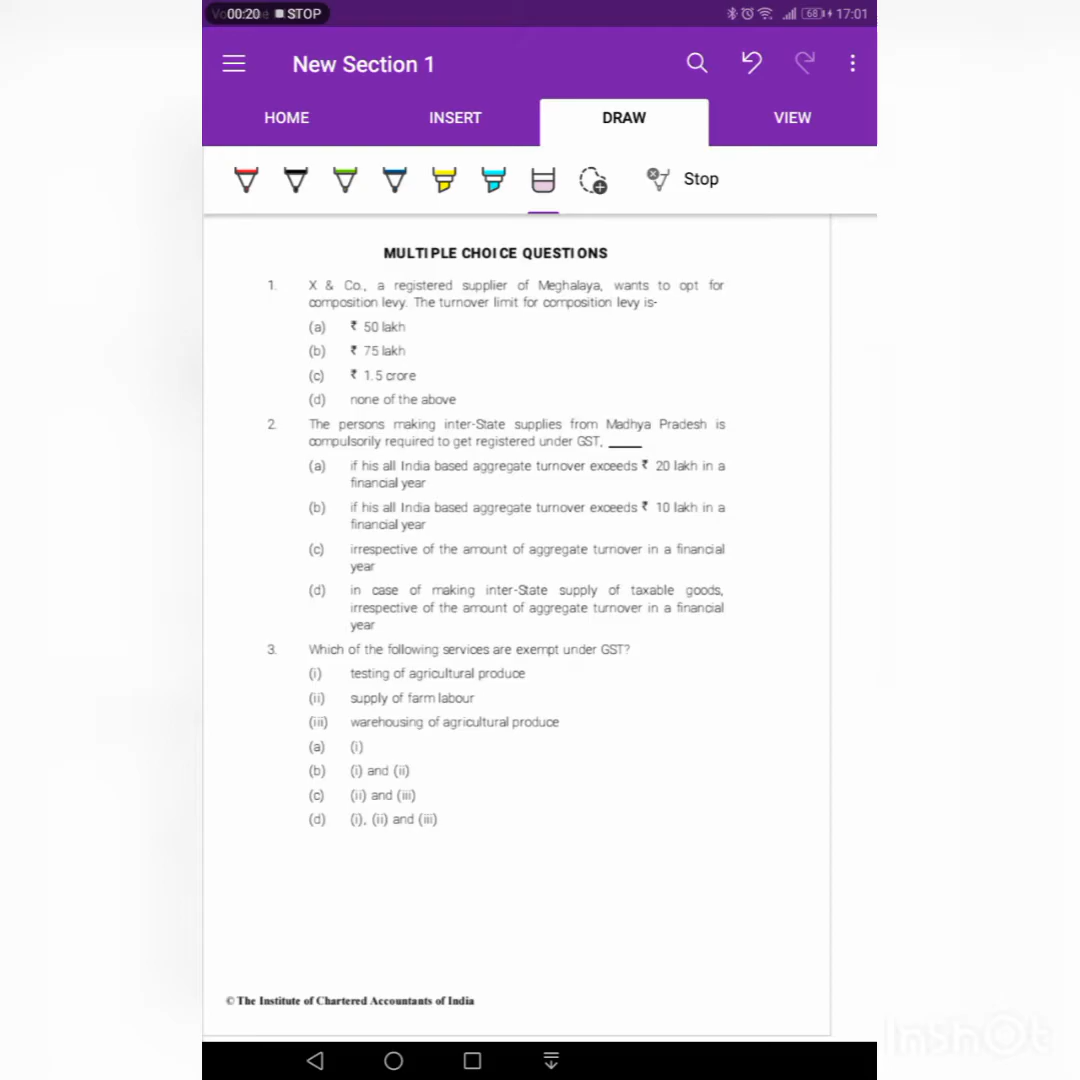 00:20 STOP
68 17:01
New Section 1
HOME INSERT DRAW VIEW
Stop
MULTIPLE CHOICE QUESTIONS
1. X & Co., a registered supplier of Meghalaya, wants to opt for
composition levy. The turnover limit for composition levy is-
(a) ₹ 50 lakh
(b) ₹ 75 lakh
(c) ₹ 1.5 crore
(d) none of the above
2. The persons making inter-State supplies from Madhya Pradesh is
compulsorily required to get registered under GST, _____
(a) if his all India based aggregate turnover exceeds ₹ 20 lakh in a
financial year
(b) if his all India based aggregate turnover exceeds ₹ 10 lakh in a
financial year
(c) irrespective of the amount of aggregate turnover in a financial
year
(d) in case of making inter-State supply of taxable goods,
irrespective of the amount of aggregate turnover in a financial
year
3. Which of the following services are exempt under GST?
(i) testing of agricultural produce
(ii) supply of farm labour
(iii) warehousing of agricultural produce
(a) (i)
(b) (i) and (ii)
(c) (ii) and (iii)
(d) (i), (ii) and (iii)
© The Institute of Chartered Accountants of India
InShOt